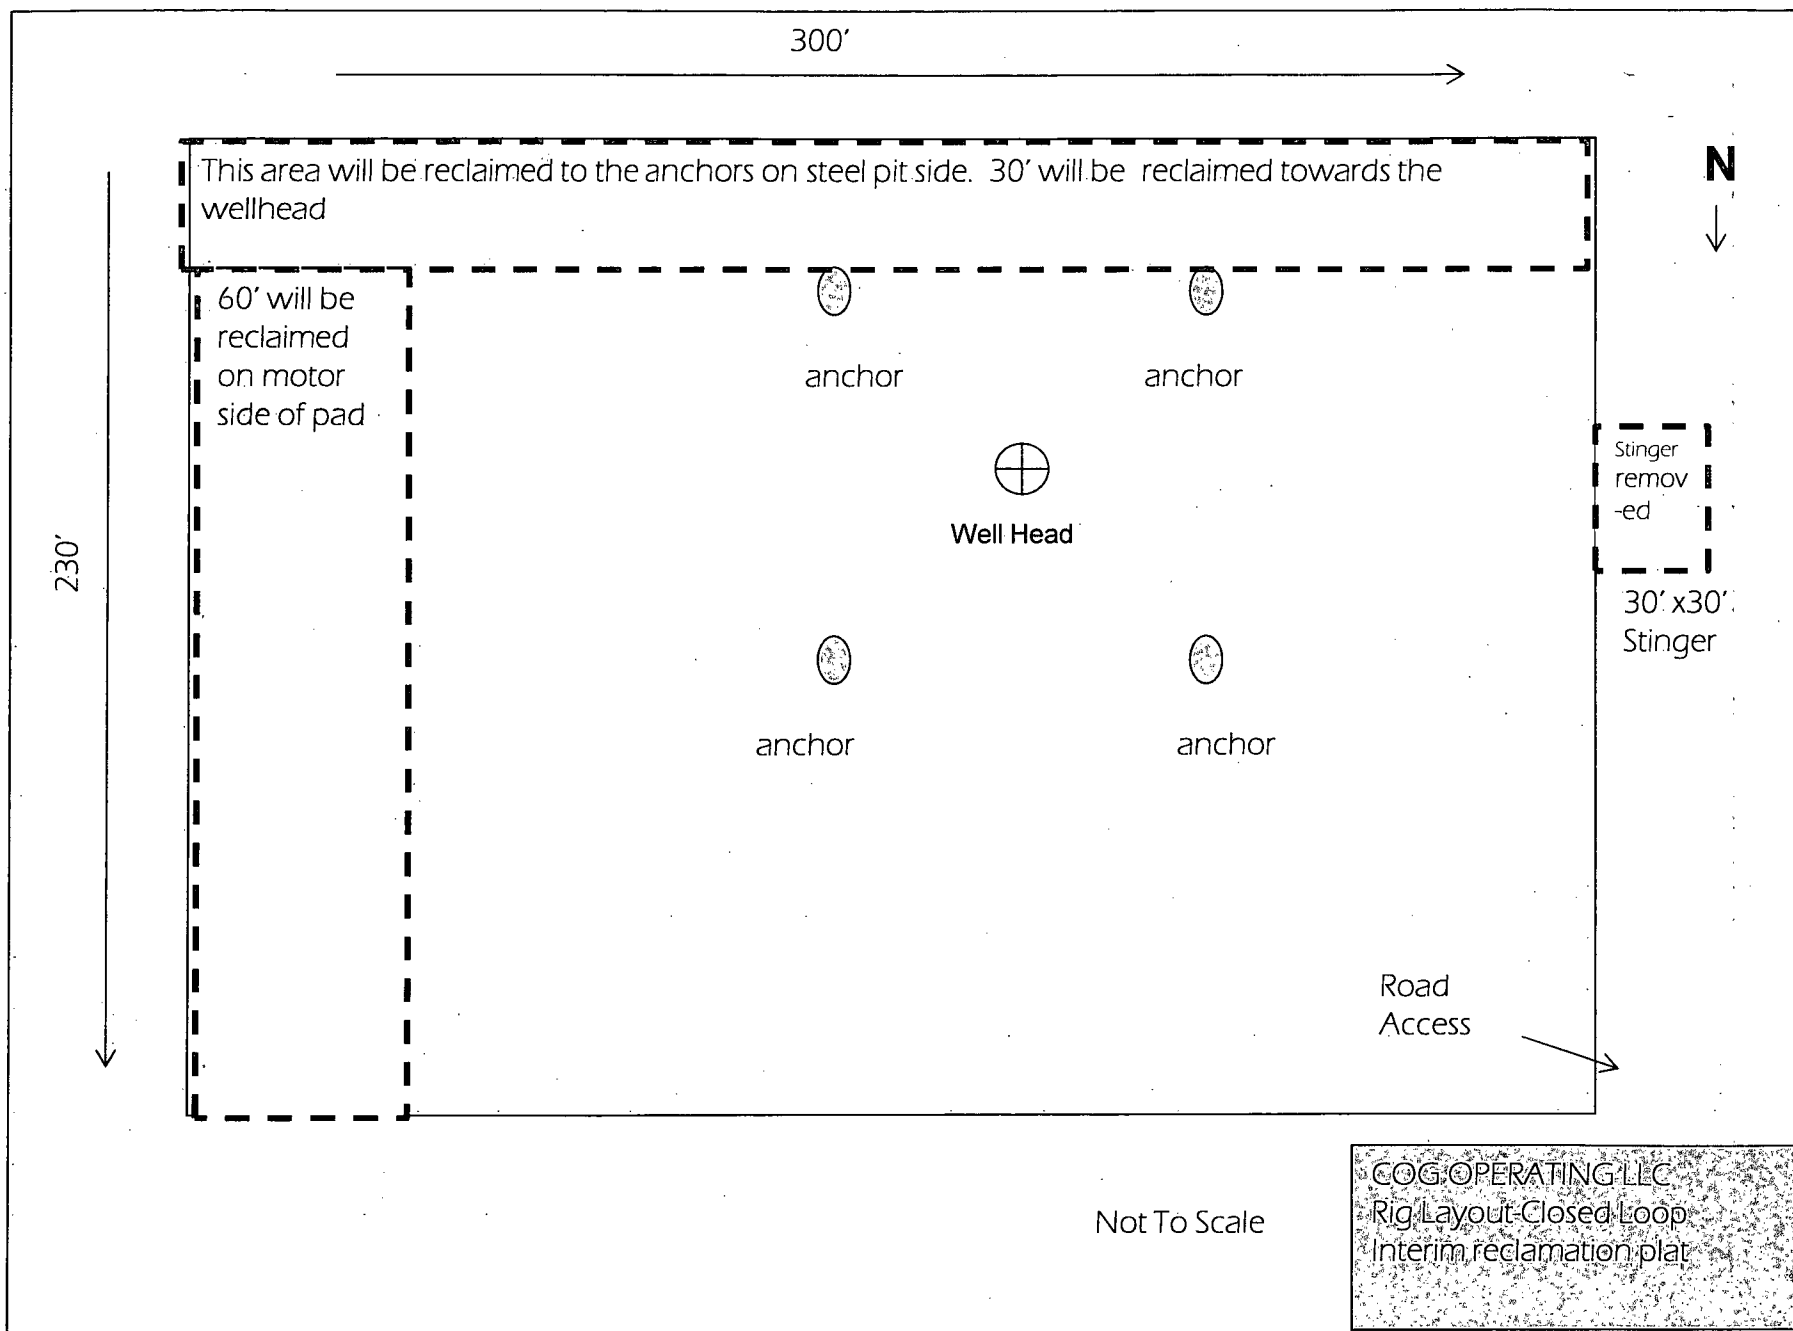 300'
N
This area will be reclaimed to the anchors on steel pit side. 30' will be reclaimed towards the
wellhead
60' will be
reclaimed
on motor
side of pad
anchor
anchor
Stinger
remov
-ed
Well Head
230'
30' x30'
Stinger
anchor
anchor
Road
Access
Not To Scale
COG OPERATING LLC
Rig Layout-Closed Loop
Interim reclamation plat